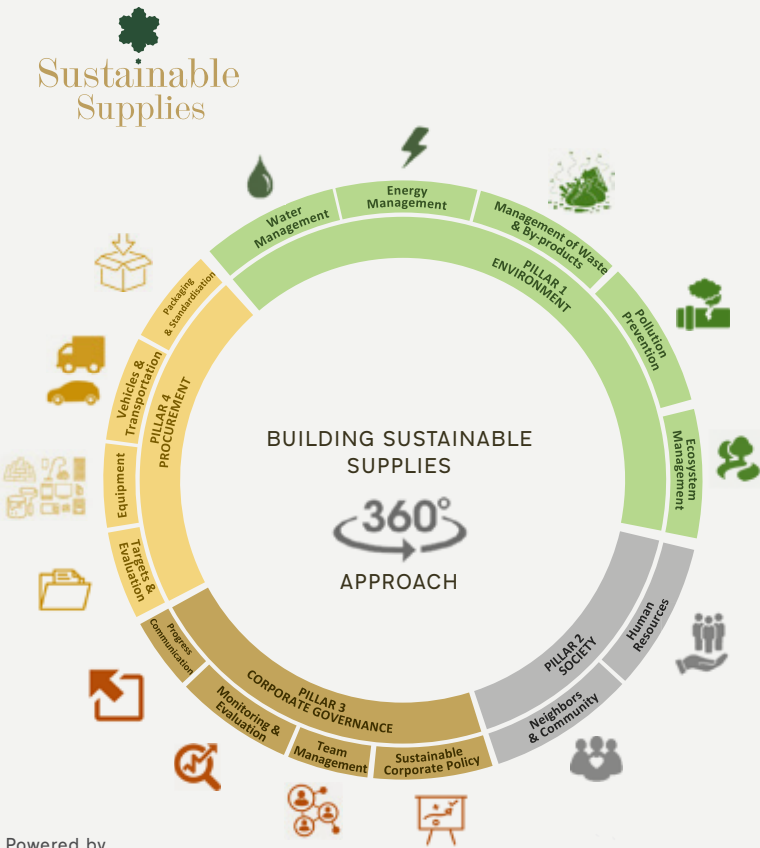 Sustainable
Supplies
Water
Management
Energy
Management
Management of Waste
& By-products
Pollution
Prevention
Ecosystem
Management
PILLAR 1
ENVIRONMENT
Human
Resources
Neighbors
& Community
PILLAR 2
SOCIETY
Sustainable
Corporate Policy
Team
Management
Monitoring &
Evaluation
Progress
Communication
PILLAR 3
CORPORATE GOVERNANCE
Targets &
Evaluation
Equipment
Vehicles &
Transportation
Packaging
& Standardisation
PILLAR 4
PROCUREMENT
BUILDING SUSTAINABLE
SUPPLIES
360°
APPROACH
Powered by